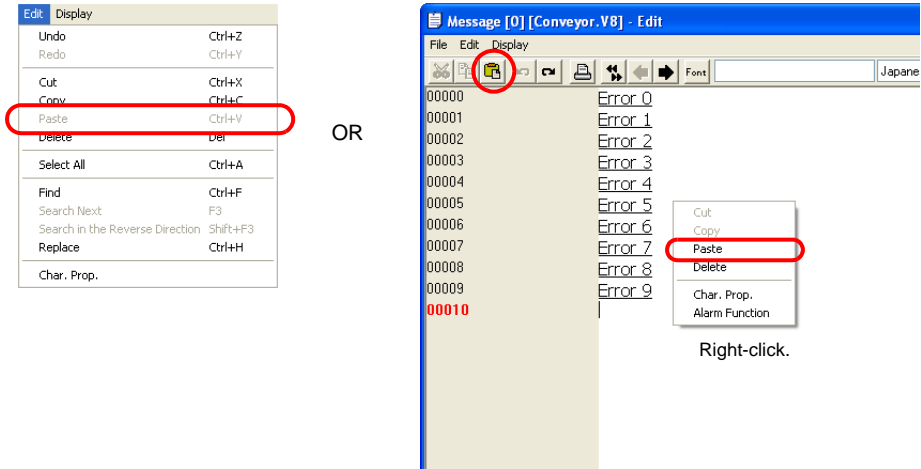 Edit Display
Undo Ctrl+Z
Redo Ctrl+Y
Cut Ctrl+X
Copy Ctrl+C
Paste Ctrl+V
Delete Del
Select All Ctrl+A
Find Ctrl+F
Search Next F3
Search in the Reverse Direction Shift+F3
Replace Ctrl+H
Char. Prop.
OR
Message [0] [Conveyor.V8] - Edit
File Edit Display
Font Japane
00000 Error 0
00001 Error 1
00002 Error 2
00003 Error 3
00004 Error 4
00005 Error 5
00006 Error 6
00007 Error 7
00008 Error 8
00009 Error 9
00010
Cut
Copy
Paste
Delete
Char. Prop.
Alarm Function
Right-click.